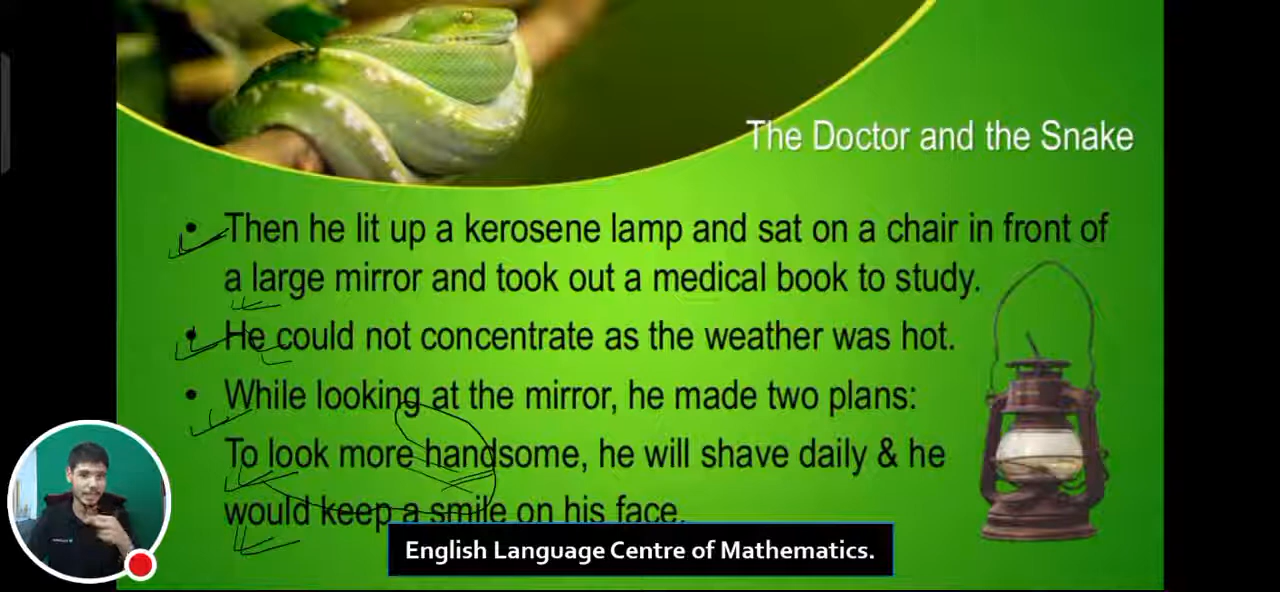 The Doctor and the Snake
• Then he lit up a kerosene lamp and sat on a chair in front of
a large mirror and took out a medical book to study.
• He could not concentrate as the weather was hot.
• While looking at the mirror, he made two plans:
To look more handsome, he will shave daily & he
would keep a smile on his face.
English Language Centre of Mathematics.